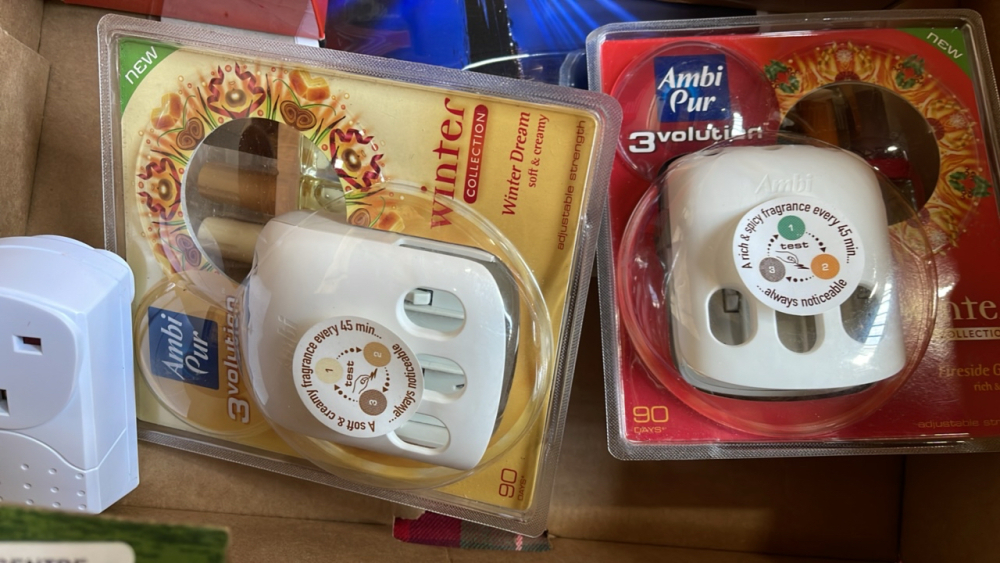 NEW
winter
COLLECTION
Winter Dream
soft & creamy
adjustable strength
Ambi
Pur
3volution
A soft & creamy fragrance every 45 min...
...always noticeable
test
1
2
3
90
DAYS*
NEW
Ambi
Pur
3volution™
Ambi
A rich & spicy fragrance every 45 min...
...always noticeable
test
1
2
3
COLLECTION
Fireside
rich
90
DAYS*
adjustable